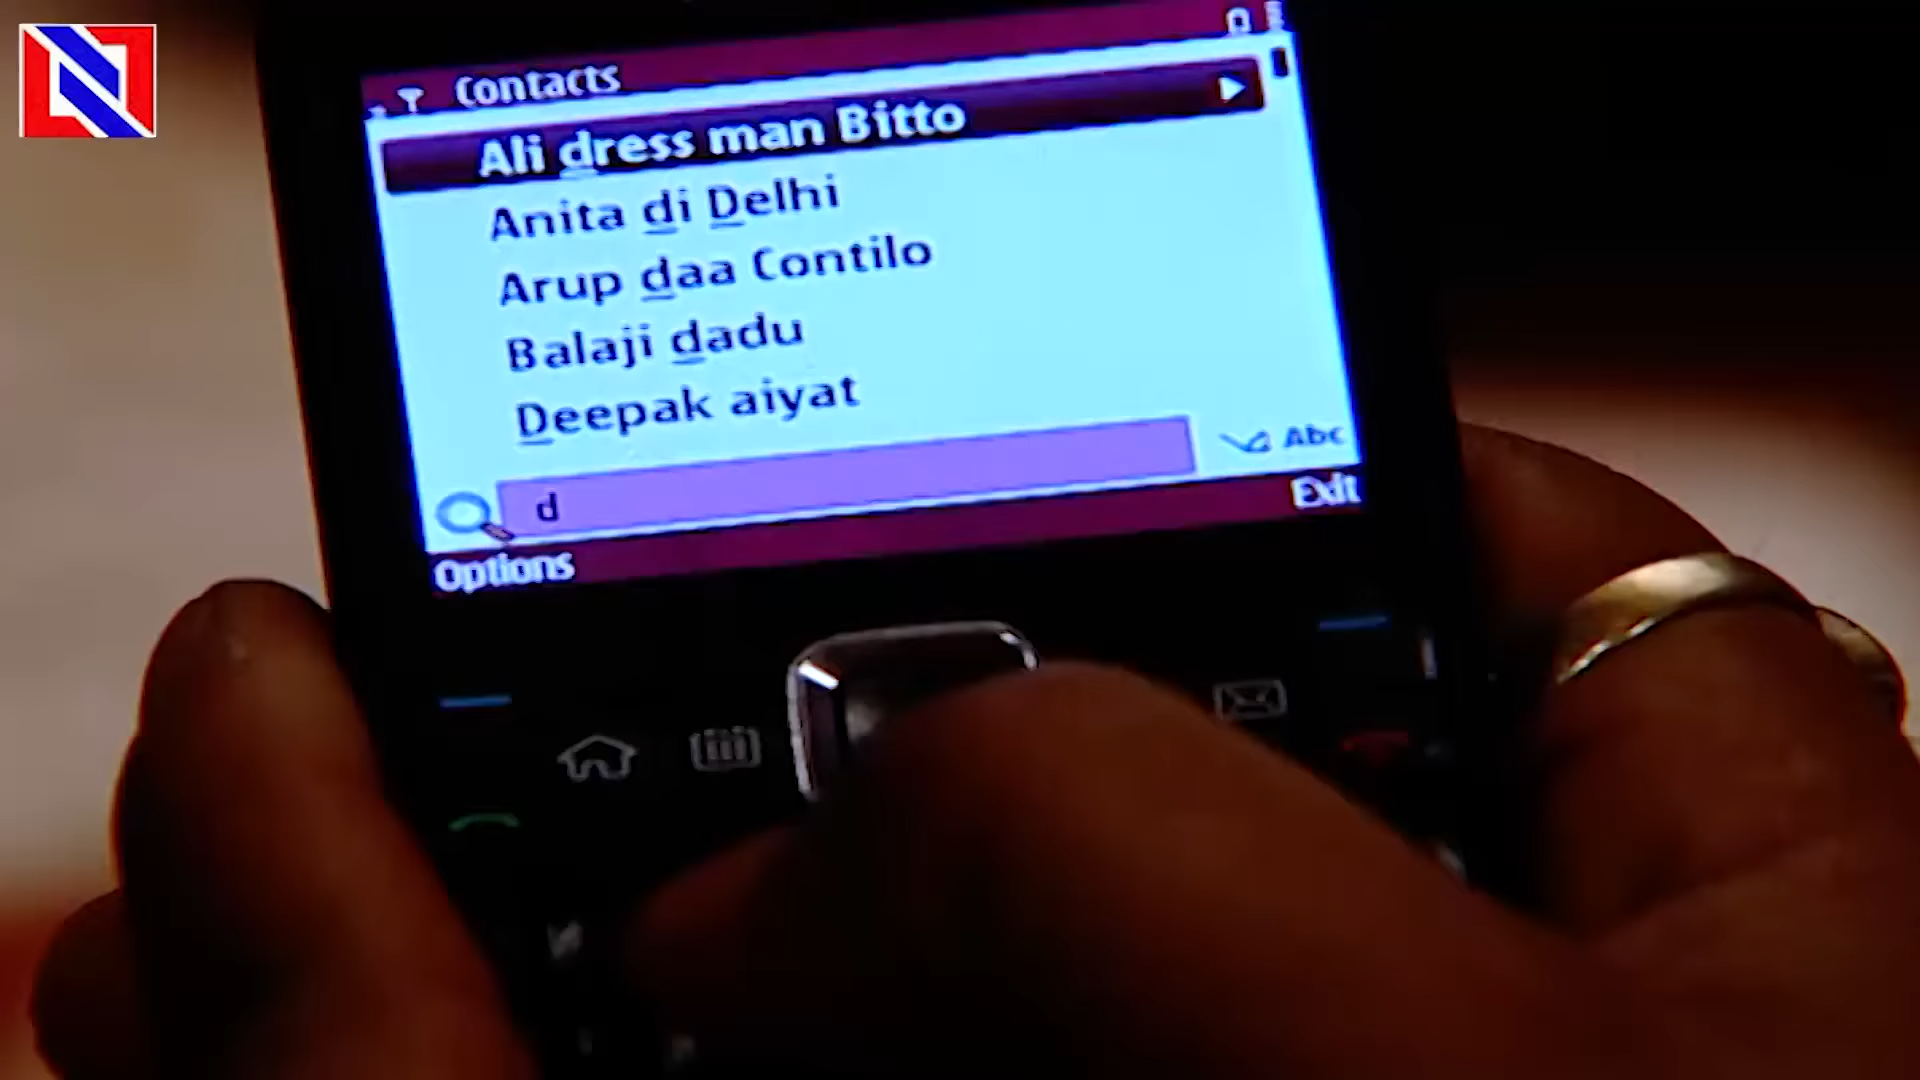 Contacts
Ali dress man Bitto
Anita di Delhi
Arup daa Contilo
Balaji dadu
Deepak aiyat
Abc
d
Exit
Options